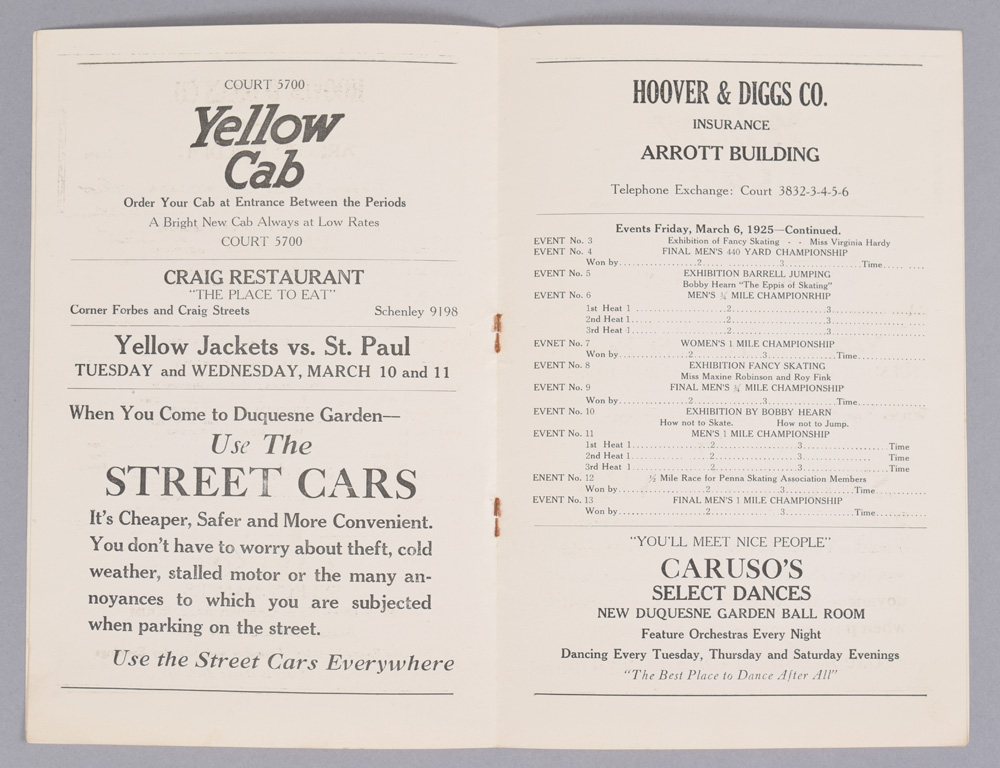 COURT 5700
Yellow
Cab
Order Your Cab at Entrance Between the Periods
A Bright New Cab Always at Low Rates
COURT 5700
CRAIG RESTAURANT
"THE PLACE TO EAT"
Corner Forbes and Craig Streets Schenley 9198
Yellow Jackets vs. St. Paul
TUESDAY and WEDNESDAY, MARCH 10 and 11
When You Come to Duquesne Garden—
Use The
STREET CARS
It's Cheaper, Safer and More Convenient.
You don't have to worry about theft, cold
weather, stalled motor or the many an-
noyances to which you are subjected
when parking on the street.
Use the Street Cars Everywhere
HOOVER & DIGGS CO.
INSURANCE
ARROTT BUILDING
Telephone Exchange: Court 3832-3-4-5-6
Events Friday, March 6, 1925—Continued.
EVENT No. 3 Exhibition of Fancy Skating - - Miss Virginia Hardy
EVENT No. 4 FINAL MEN'S 440 YARD CHAMPIONSHIP
Won by....................2....................3....................Time..........
EVENT No. 5 EXHIBITION BARRELL JUMPING
Bobby Hearn "The Eppis of Skating"
EVENT No. 6 MEN'S ¾ MILE CHAMPIONRHIP
1st Heat 1........................2........................3........................
2nd Heat 1........................2........................3........................
3rd Heat 1........................2........................3........................
EVNET No. 7 WOMEN'S 1 MILE CHAMPIONSHIP
Won by..................2..................3..................Time..................
EVENT No. 8 EXHIBITION FANCY SKATING
Miss Maxine Robinson and Roy Fink
EVENT No. 9 FINAL MEN'S ¾ MILE CHAMPIONSHIP
Won by..................2..................3..................Time..................
EVENT No. 10 EXHIBITION BY BOBBY HEARN
How not to Skate. How not to Jump.
EVENT No. 11 MEN'S 1 MILE CHAMPIONSHIP
1st Heat 1....................2....................3.................... Time
2nd Heat 1....................2....................3.................... Time
3rd Heat 1....................2....................3.................... Time
ENENT No. 12 ½ Mile Race for Penna Skating Association Members
Won by......................2..................3..................Time..............
EVENT No. 13 FINAL MEN'S 1 MILE CHAMPIONSHIP
Won by......................2..................3..................Time..............
"YOU'LL MEET NICE PEOPLE"
CARUSO'S
SELECT DANCES
NEW DUQUESNE GARDEN BALL ROOM
Feature Orchestras Every Night
Dancing Every Tuesday, Thursday and Saturday Evenings
"The Best Place to Dance After All"